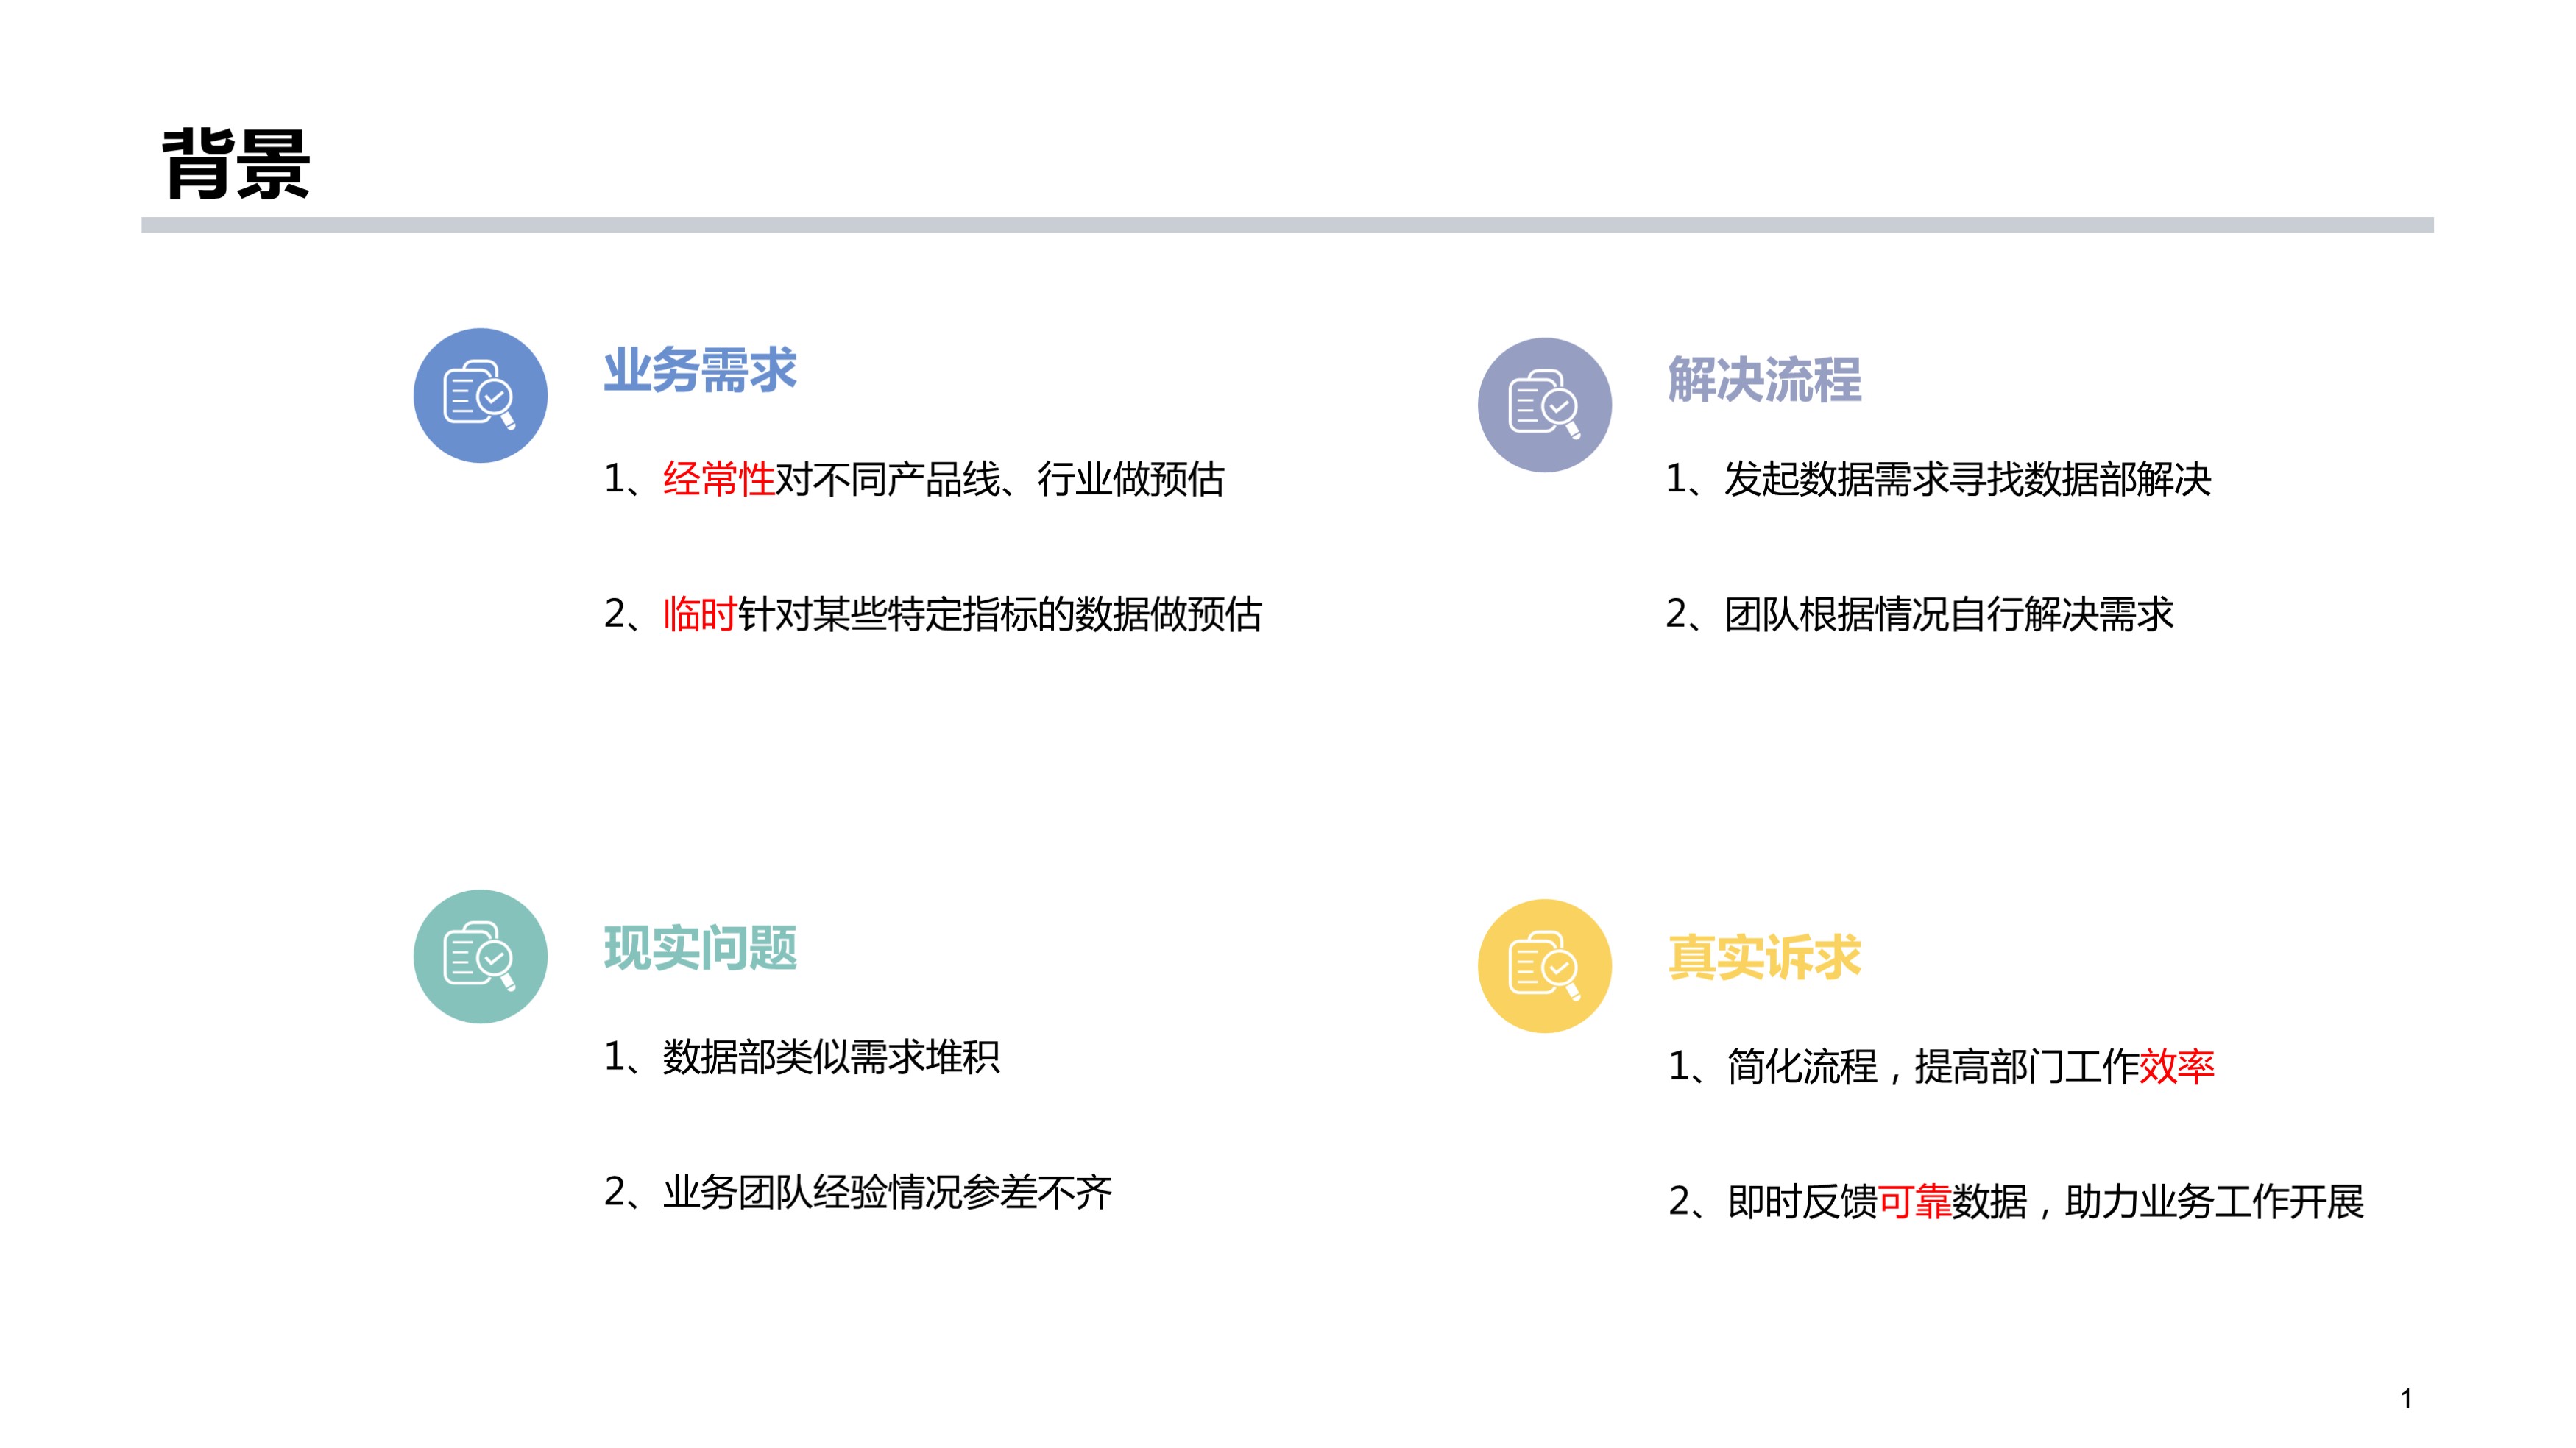 背景
业务需求
1、经常性对不同产品线、行业做预估
2、临时针对某些特定指标的数据做预估
解决流程
1、发起数据需求寻找数据部解决
2、团队根据情况自行解决需求
现实问题
1、数据部类似需求堆积
2、业务团队经验情况参差不齐
真实诉求
1、简化流程，提高部门工作效率
2、即时反馈可靠数据，助力业务工作开展
1